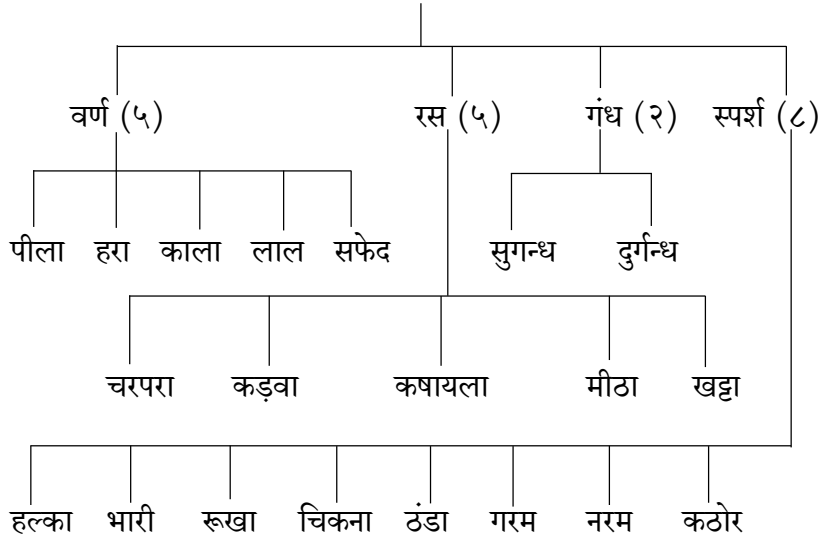 वर्ण (५) रस (५) गंध (२) स्पर्श (८)
पीला हरा काला लाल सफेद सुगन्ध दुर्गन्ध
चरपरा कड़वा कषायला मीठा खट्टा
हल्का भारी रूखा चिकना ठंडा गरम नरम कठोर